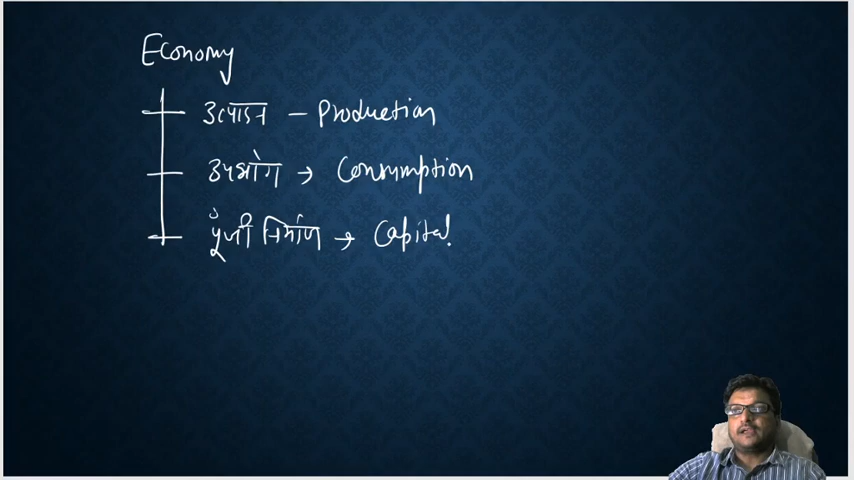 Economy
उत्पादन – Production
उपभोग → Consumption
पूँजी निर्माण → Capital